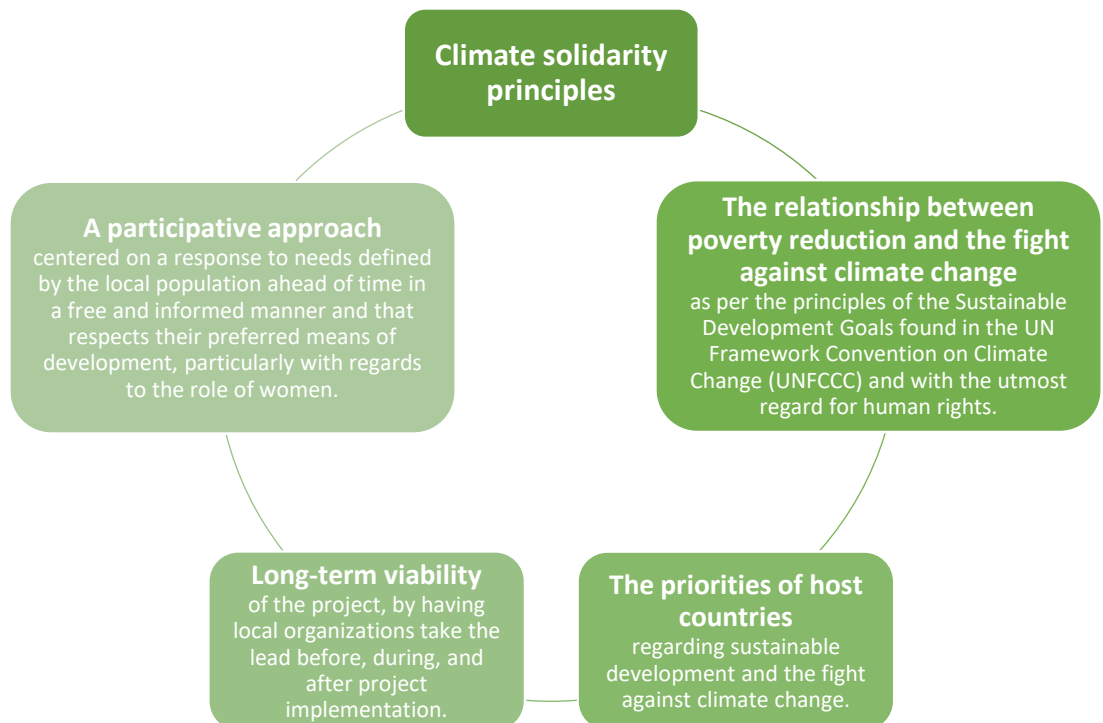 Climate solidarity
principles
The relationship between
poverty reduction and the fight
against climate change
as per the principles of the Sustainable
Development Goals found in the UN
Framework Convention on Climate
Change (UNFCCC) and with the utmost
regard for human rights.
The priorities of host
countries
regarding sustainable
development and the fight
against climate change.
Long-term viability
of the project, by having
local organizations take the
lead before, during, and
after project
implementation.
A participative approach
centered on a response to needs defined
by the local population ahead of time in
a free and informed manner and that
respects their preferred means of
development, particularly with regards
to the role of women.